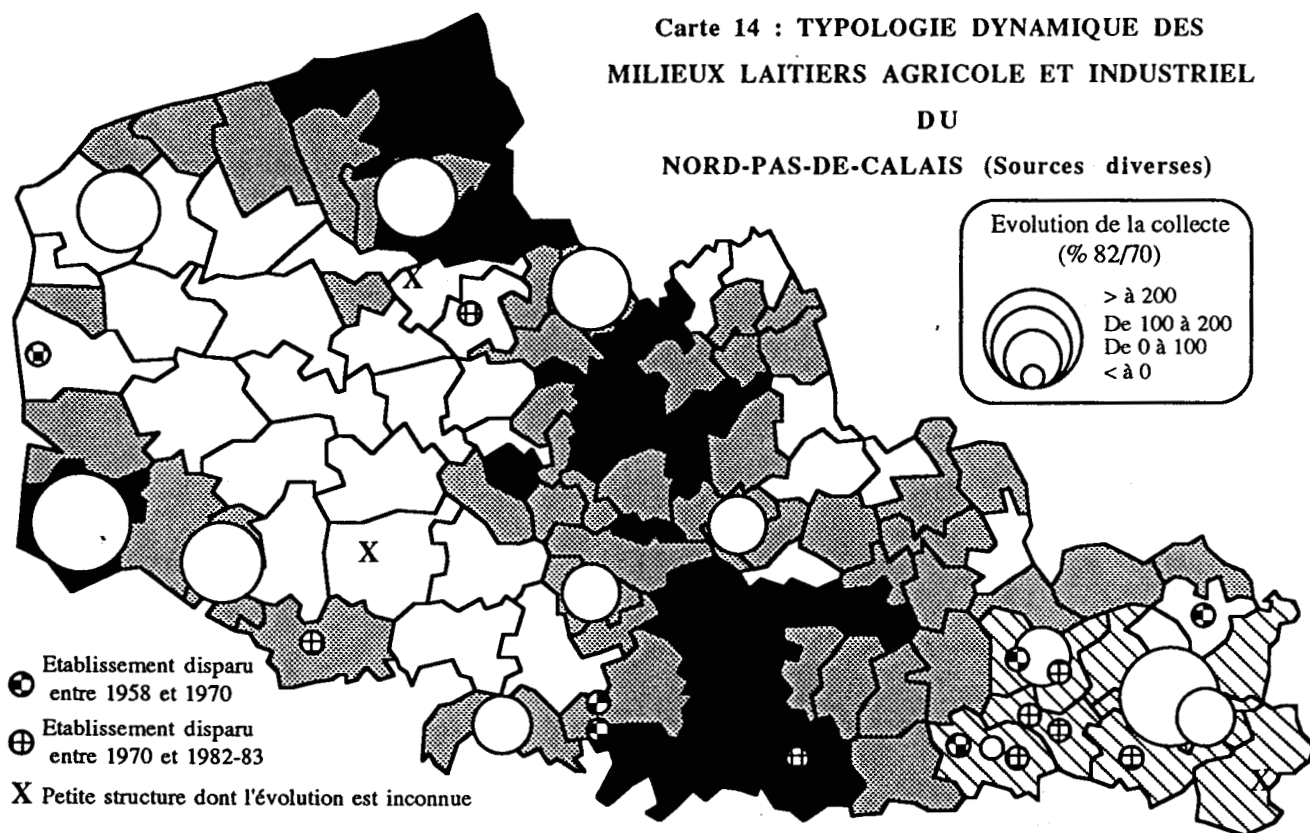 Carte 14 : TYPOLOGIE DYNAMIQUE DES
MILIEUX LAITIERS AGRICOLE ET INDUSTRIEL
DU
NORD-PAS-DE-CALAIS (Sources diverses)
Evolution de la collecte
(% 82/70)
> à 200
De 100 à 200
De 0 à 100
< à 0
X
X
X
Etablissement disparu
entre 1958 et 1970
Etablissement disparu
entre 1970 et 1982-83
X Petite structure dont l'évolution est inconnue